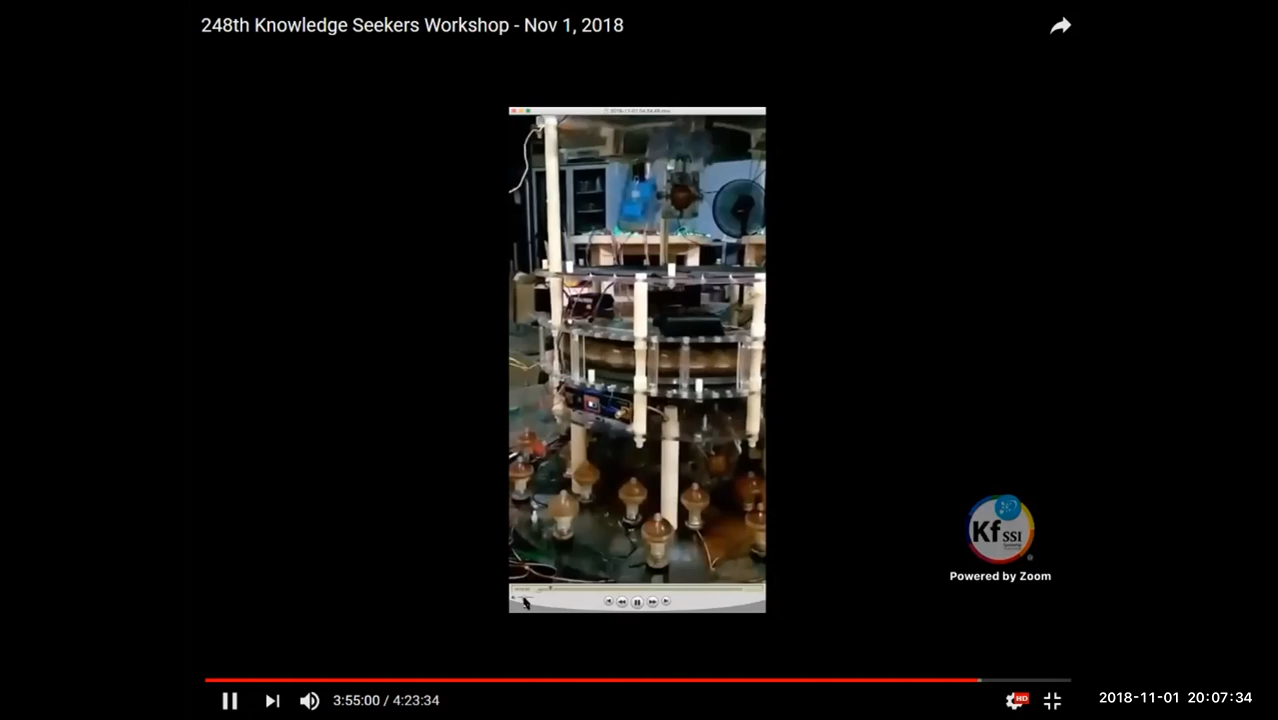 248th Knowledge Seekers Workshop - Nov 1, 2018
Kf SSI
Powered by Zoom
3:55:00 / 4:23:34
HD
2018-11-01 20:07:34